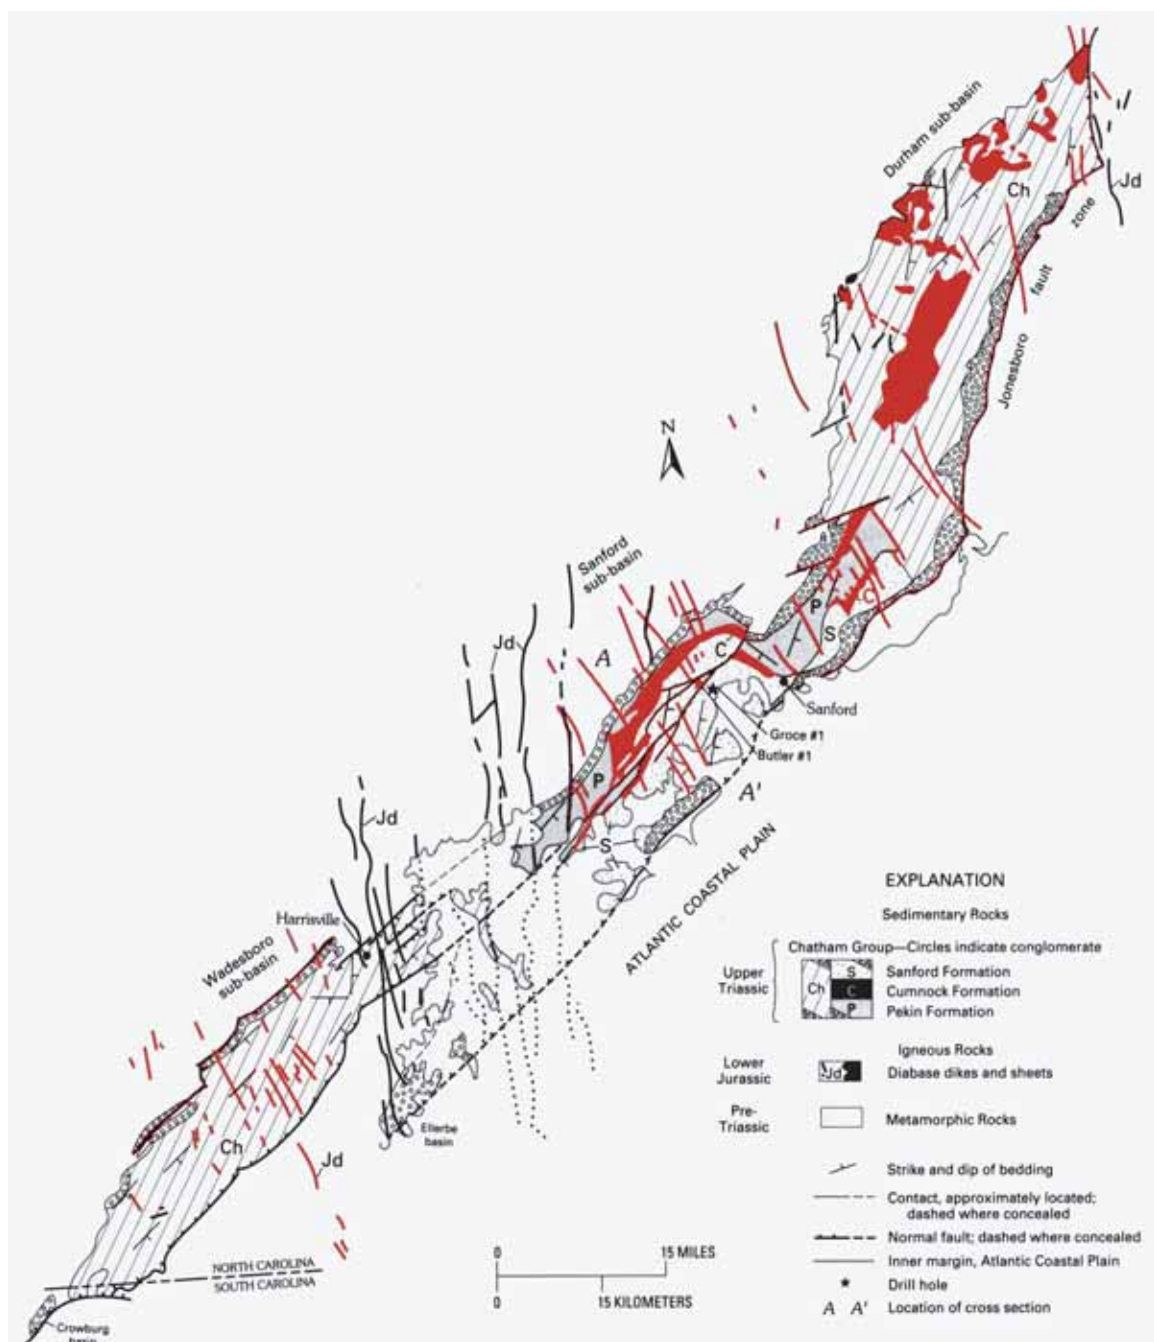 Durham sub-basin
Ch
Jd
zone
fault
Jonesboro
N
Sanford
sub-basin
Jd
A
C
P
S
C
Sanford
Groce #1
Butler #1
A'
P
S
Jd
ATLANTIC COASTAL PLAIN
Harrisville
Wadesboro
sub-basin
Ellerbe
basin
Ch
Jd
NORTH CAROLINA
SOUTH CAROLINA
Crowburg
basin
0 15 MILES
0 15 KILOMETERS
EXPLANATION
Sedimentary Rocks
Chatham Group—Circles indicate conglomerate
Upper
Triassic
Ch
S Sanford Formation
C Cumnock Formation
P Pekin Formation
Igneous Rocks
Lower
Jurassic
Jd Diabase dikes and sheets
Pre-
Triassic
Metamorphic Rocks
Strike and dip of bedding
Contact, approximately located;
dashed where concealed
Normal fault; dashed where concealed
Inner margin, Atlantic Coastal Plain
Drill hole
A A' Location of cross section